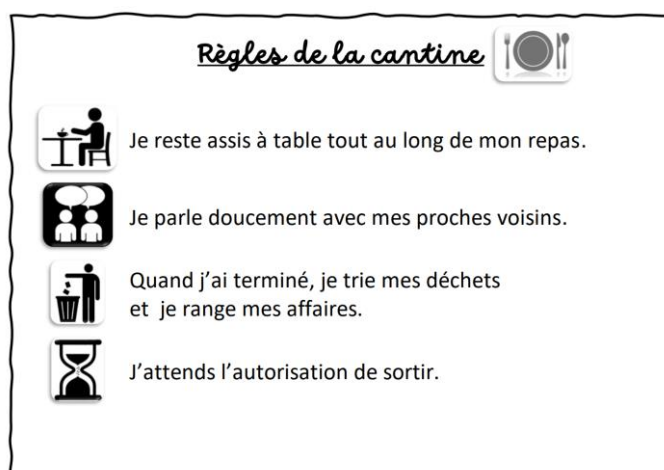 Règles de la cantine
Je reste assis à table tout au long de mon repas.
Je parle doucement avec mes proches voisins.
Quand j’ai terminé, je trie mes déchets
et je range mes affaires.
J’attends l’autorisation de sortir.